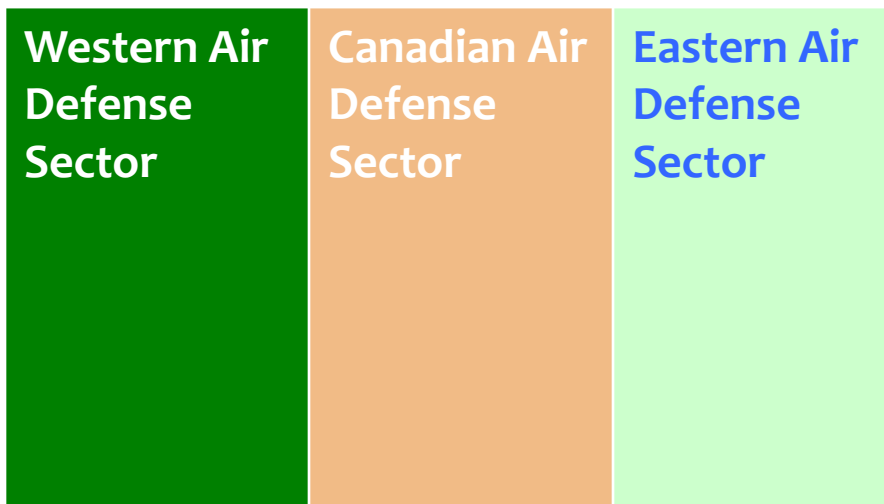 Western Air
Defense
Sector
Canadian Air
Defense
Sector
Eastern Air
Defense
Sector